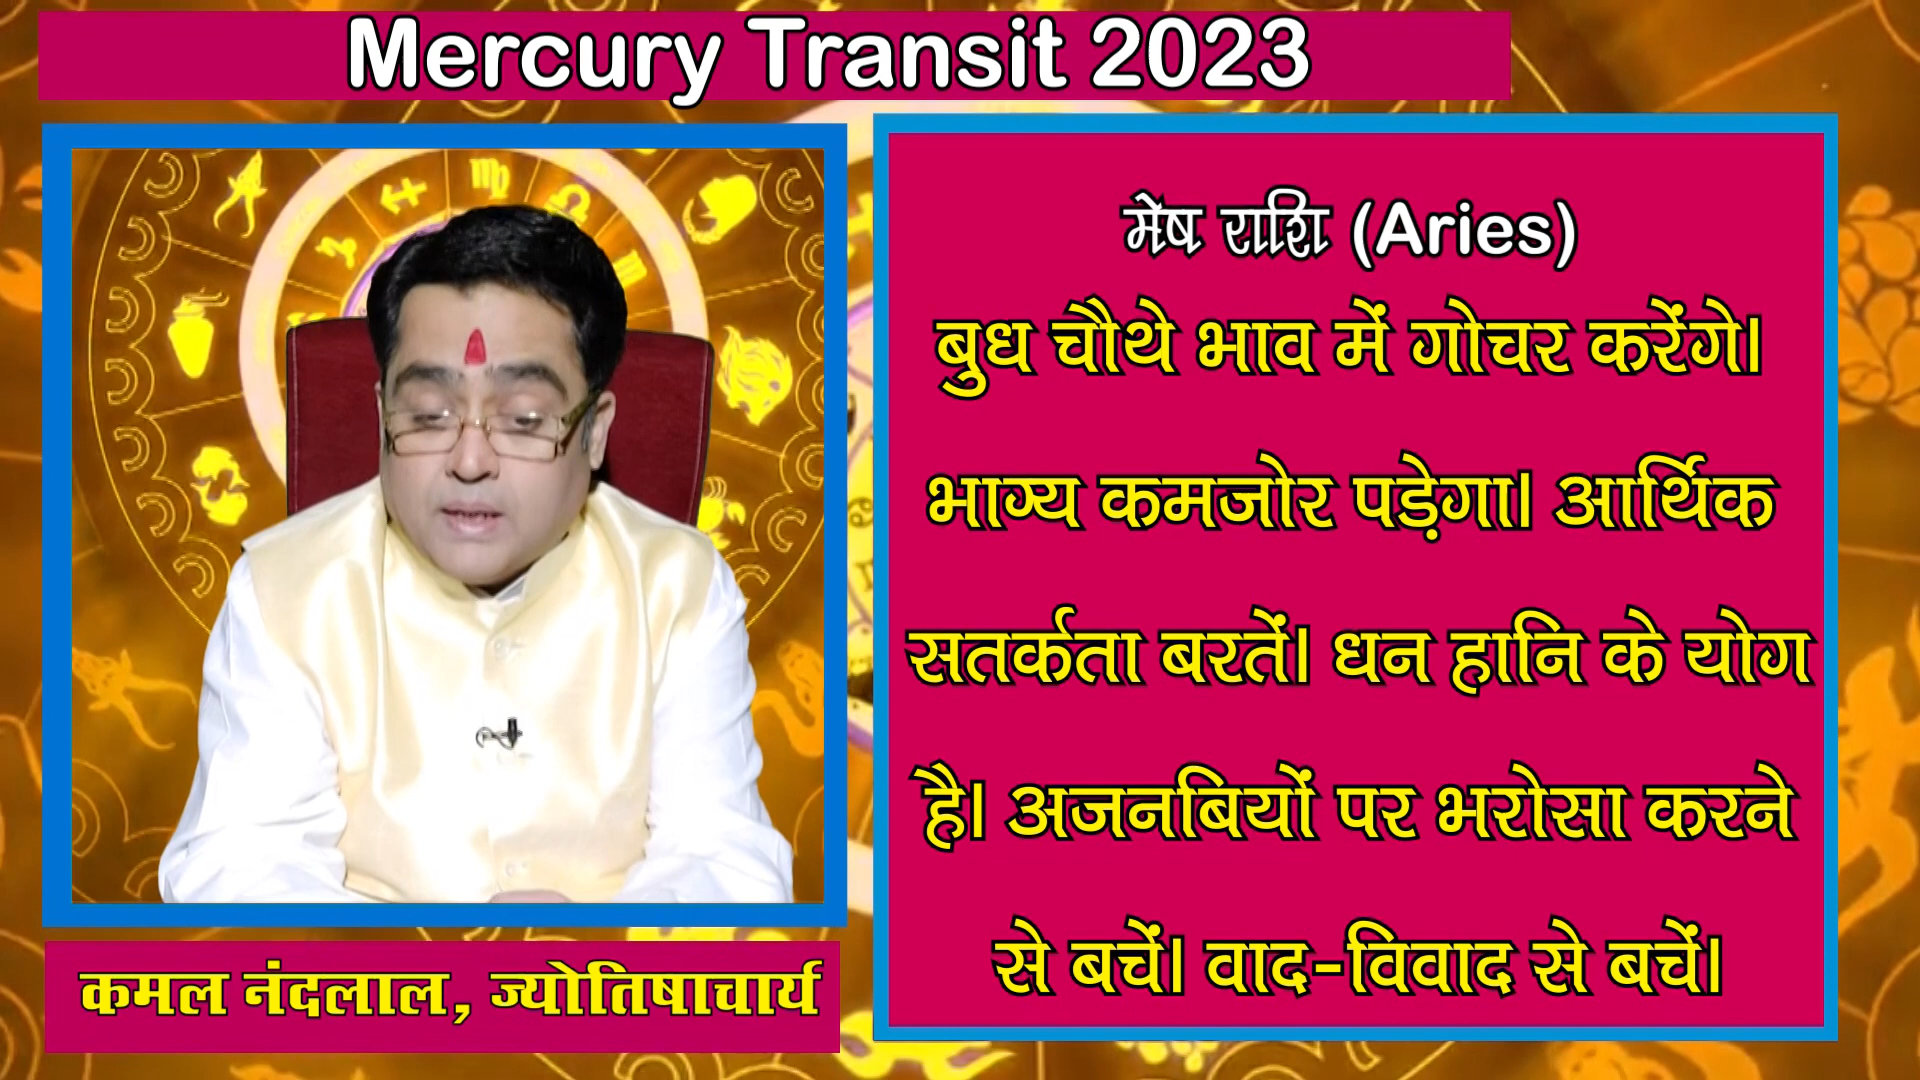 Mercury Transit 2023
मेष राशि (Aries)
बुध चौथे भाव में गोचर करेंगे।
भाग्य कमजोर पड़ेगा। आर्थिक
सतर्कता बरतें। धन हानि के योग
है। अजनबियों पर भरोसा करने
से बचें। वाद-विवाद से बचें।
कमल नंदलाल, ज्योतिषाचार्य